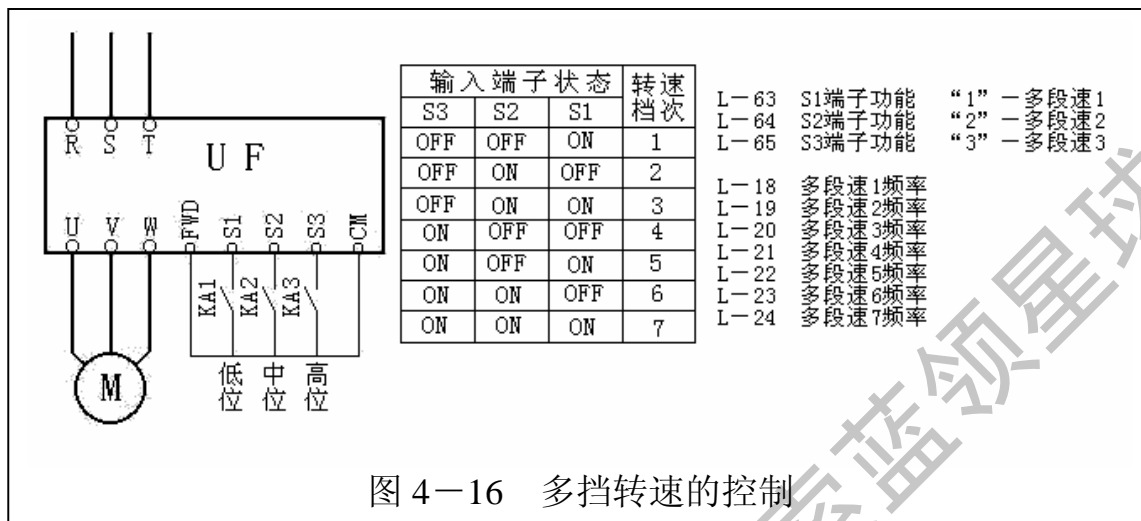 R S T
U F
U V W FWD S1 S2 S3 CM
KA1 KA2 KA3
低位 中位 高位
M
输入端子状态 转速档次
S3 S2 S1
OFF OFF ON 1
OFF ON OFF 2
OFF ON ON 3
ON OFF OFF 4
ON OFF ON 5
ON ON OFF 6
ON ON ON 7
L－63 S1端子功能 “1”－多段速1
L－64 S2端子功能 “2”－多段速2
L－65 S3端子功能 “3”－多段速3
L－18 多段速1频率
L－19 多段速2频率
L－20 多段速3频率
L－21 多段速4频率
L－22 多段速5频率
L－23 多段速6频率
L－24 多段速7频率
图 4－16 多挡转速的控制
蓝领星球